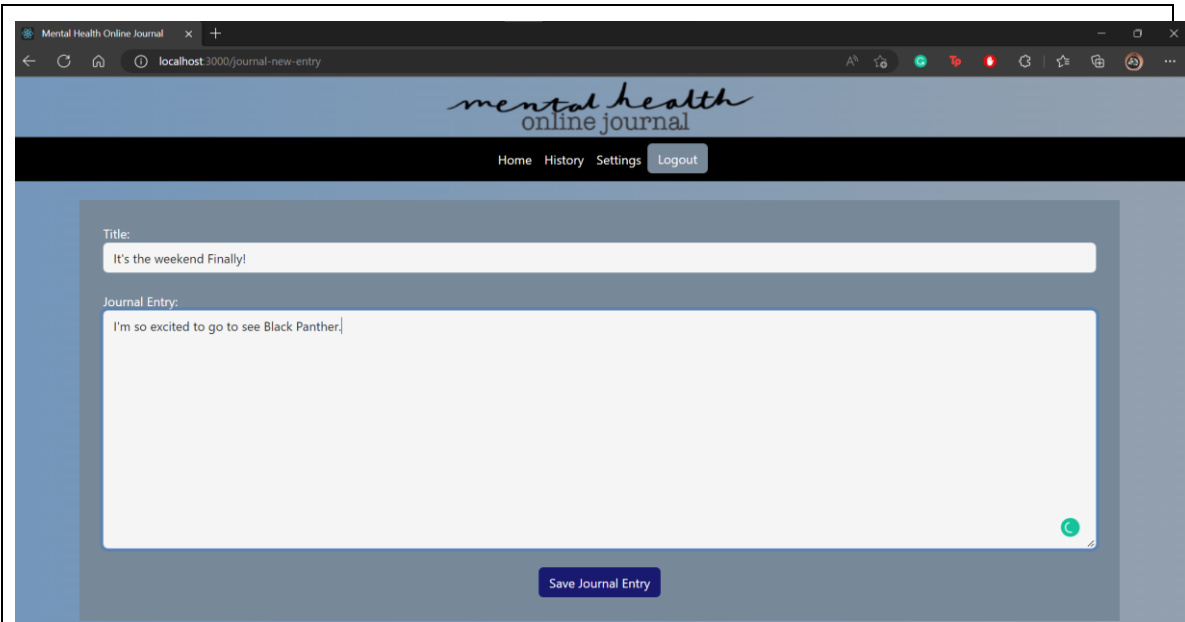 Mental Health Online Journal
localhost:3000/journal-new-entry
mental health
online journal
Home History Settings Logout
Title:
It's the weekend Finally!
Journal Entry:
I'm so excited to go to see Black Panther.
Save Journal Entry